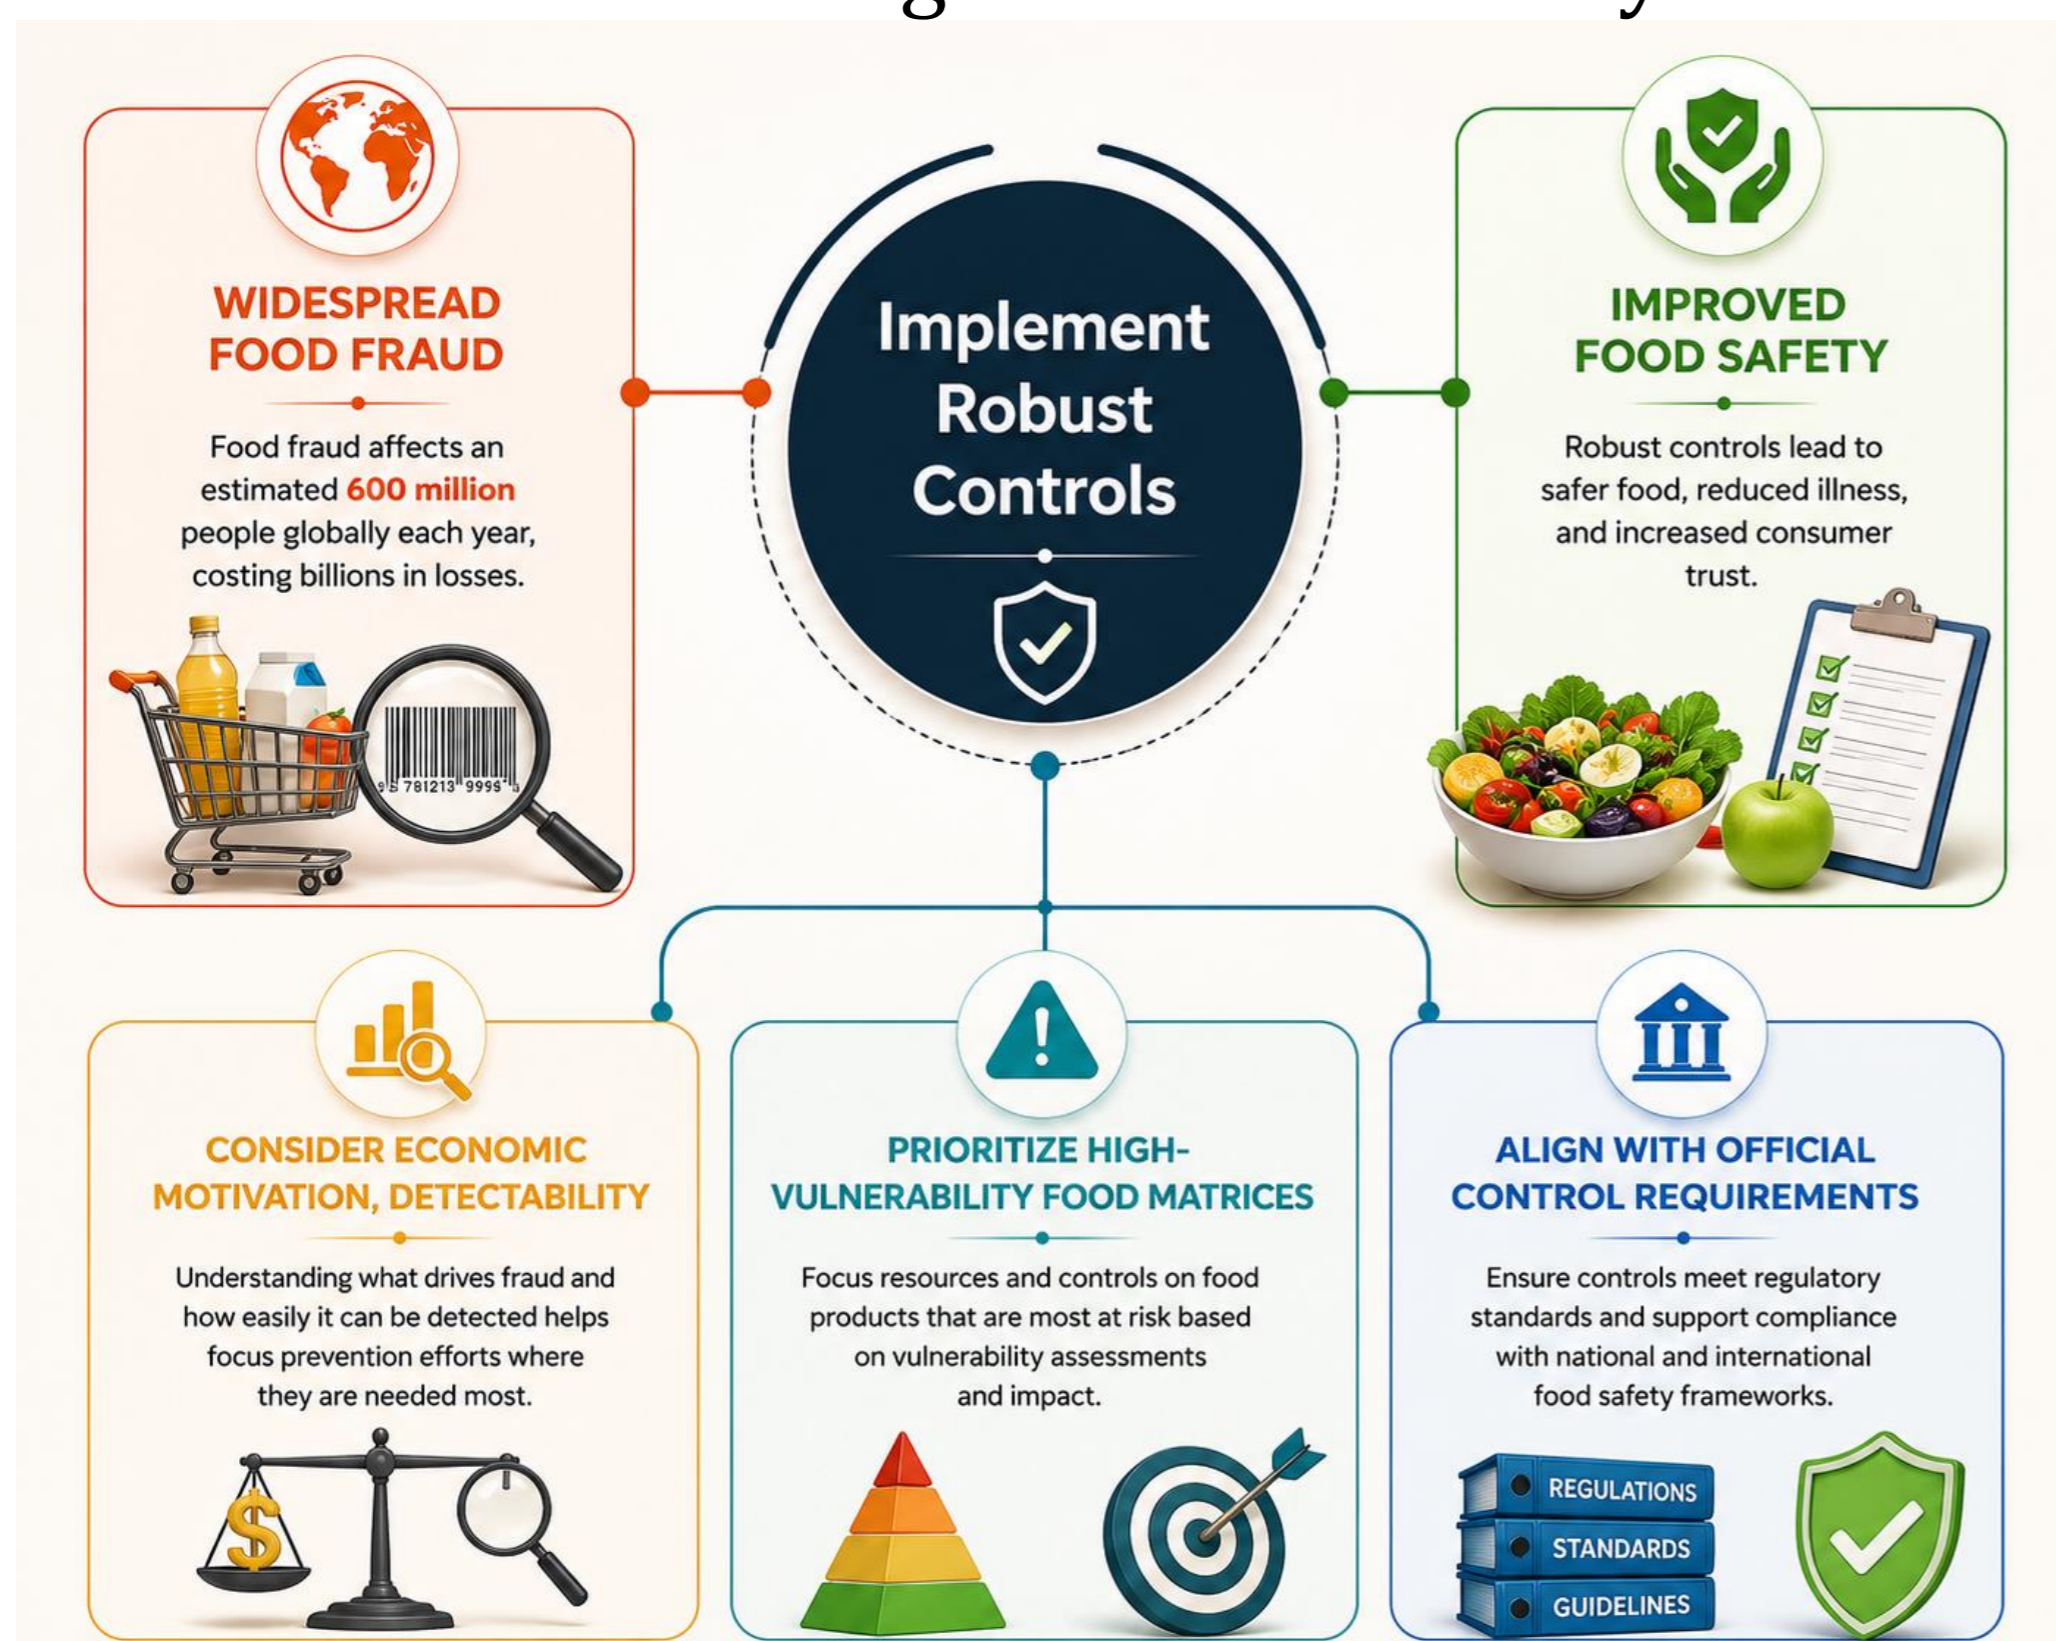 WIDESPREAD
FOOD FRAUD
Food fraud affects an
estimated 600 million
people globally each year,
costing billions in losses.
781213
Implement
Robust
Controls
IMPROVED
FOOD SAFETY
Robust controls lead to
safer food, reduced illness,
and increased consumer
trust.
CONSIDER ECONOMIC
MOTIVATION, DETECTABILITY
Understanding what drives fraud and
how easily it can be detected helps
focus prevention efforts where
they are needed most.
PRIORITIZE HIGH-
VULNERABILITY FOOD MATRICES
Focus resources and controls on food
products that are most at risk based
on vulnerability assessments
and impact.
ALIGN WITH OFFICIAL
CONTROL REQUIREMENTS
Ensure controls meet regulatory
standards and support compliance
with national and international
food safety frameworks.
REGULATIONS
STANDARDS
GUIDELINES